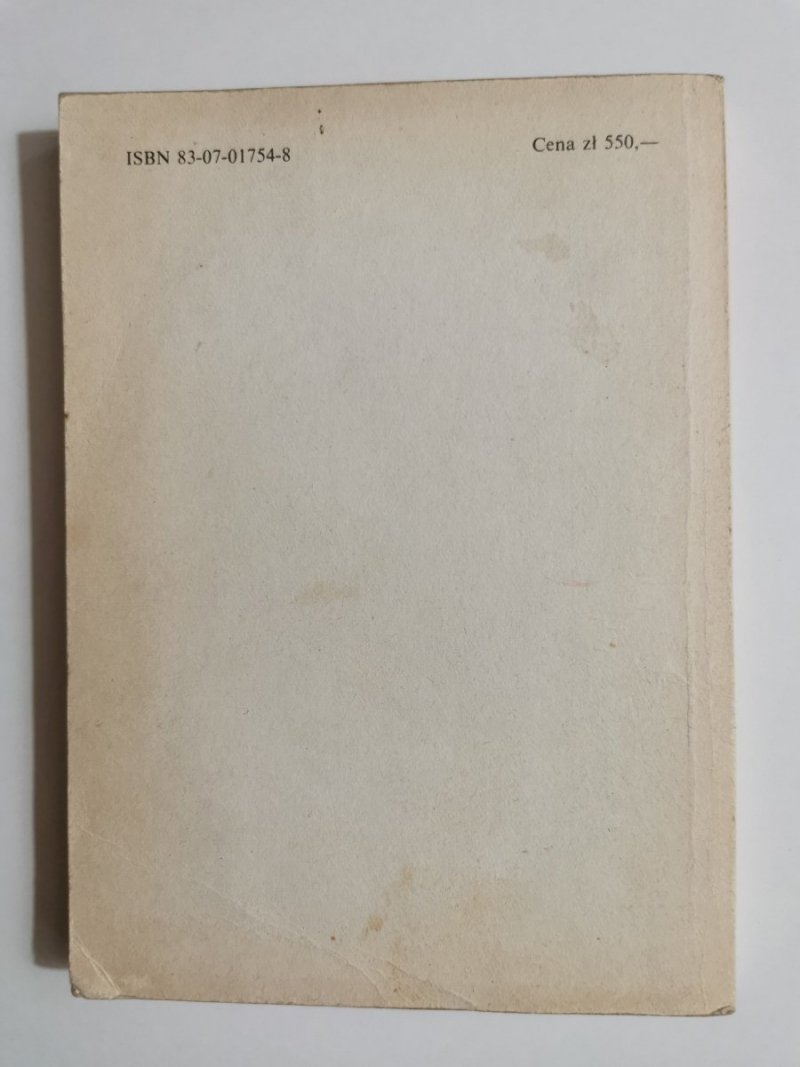 ISBN 83-07-01754-8
Cena zł 550,—